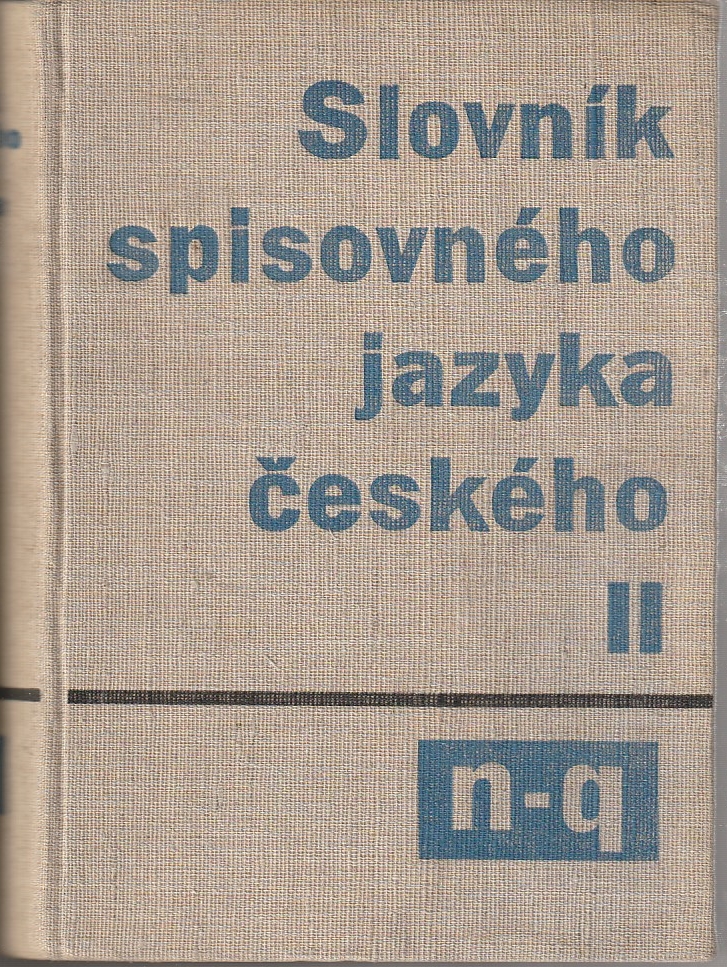 Slovník
spisovného
jazyka
českého
II
n-q